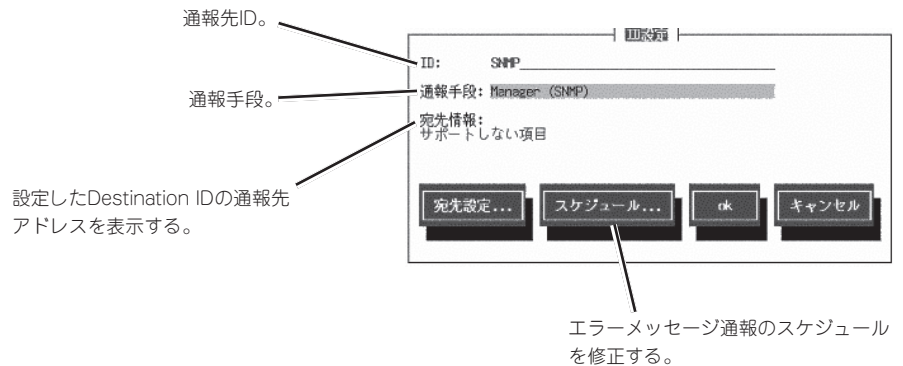 通報先ID。
ID設定
ID: SNMP
通報手段。
通報手段: Manager (SNMP)
宛先情報:
サポートしない項目
設定したDestination IDの通報先
アドレスを表示する。
宛先設定...
スケジュール...
ok
キャンセル
エラーメッセージ通報のスケジュール
を修正する。